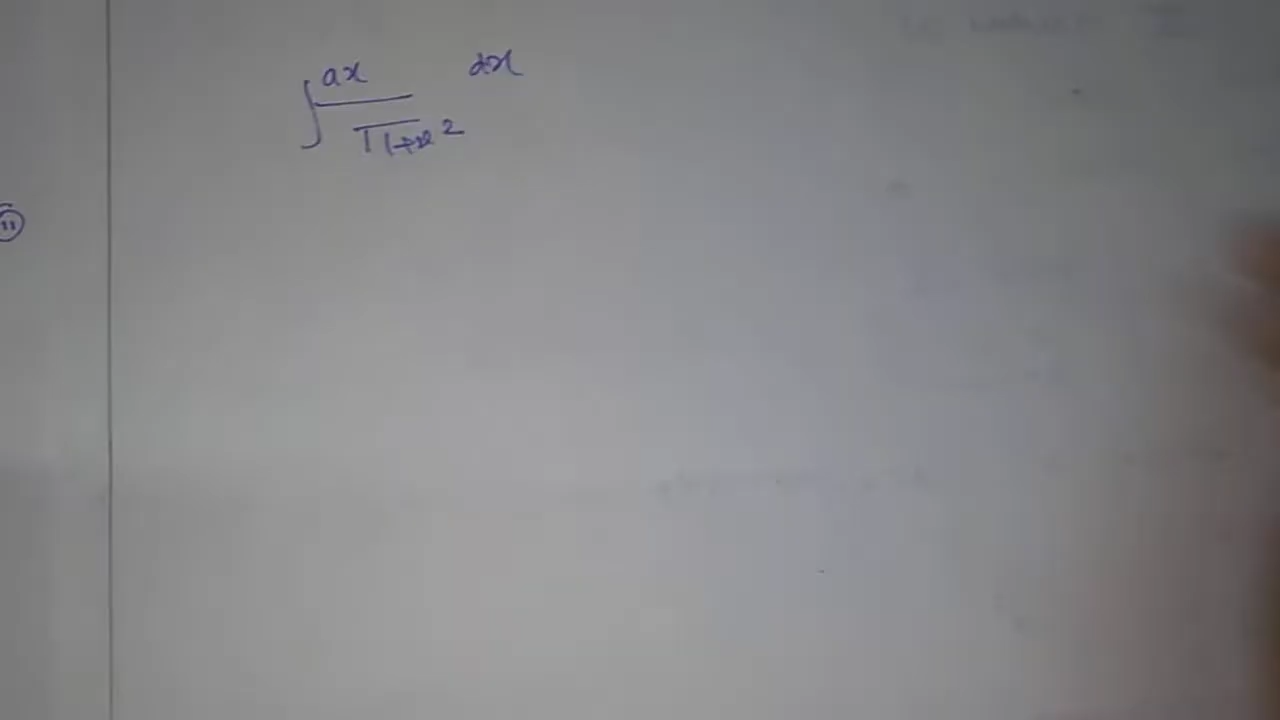 ∫ ax dx
√1+x²
11